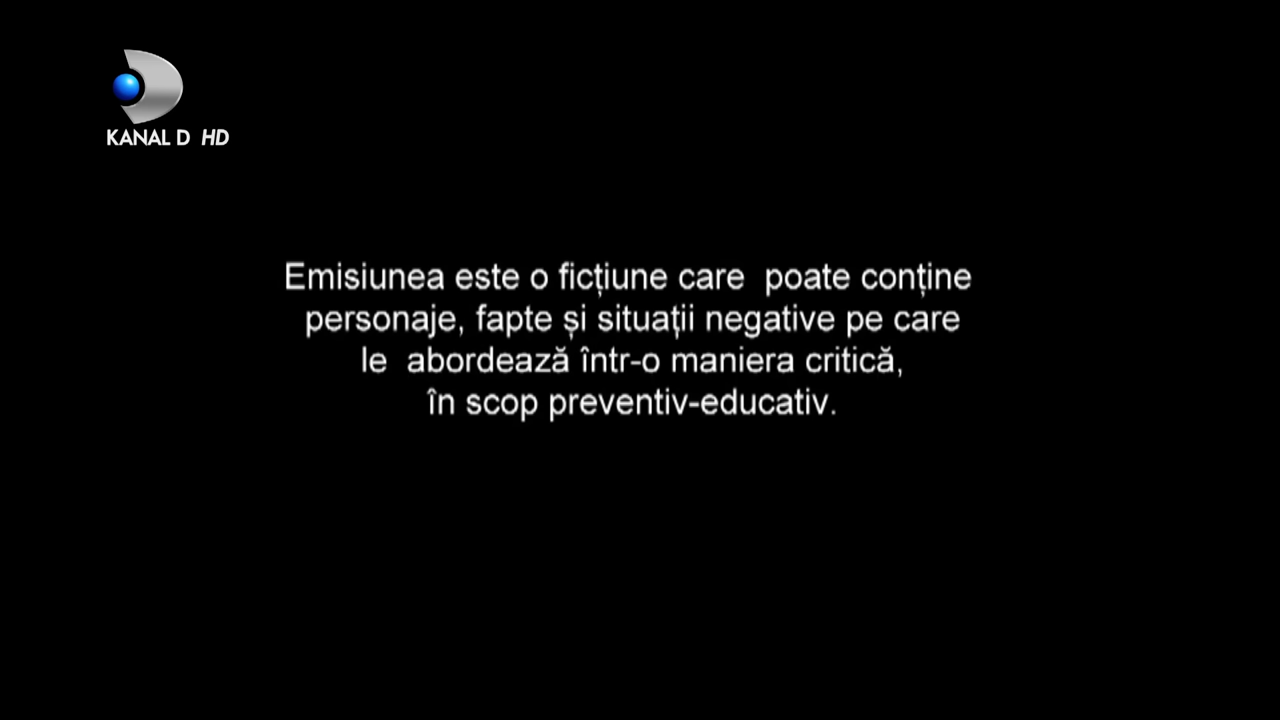 KANAL D HD
Emisiunea este o ficțiune care poate conține
personaje, fapte și situații negative pe care
le abordează într-o maniera critică,
în scop preventiv-educativ.